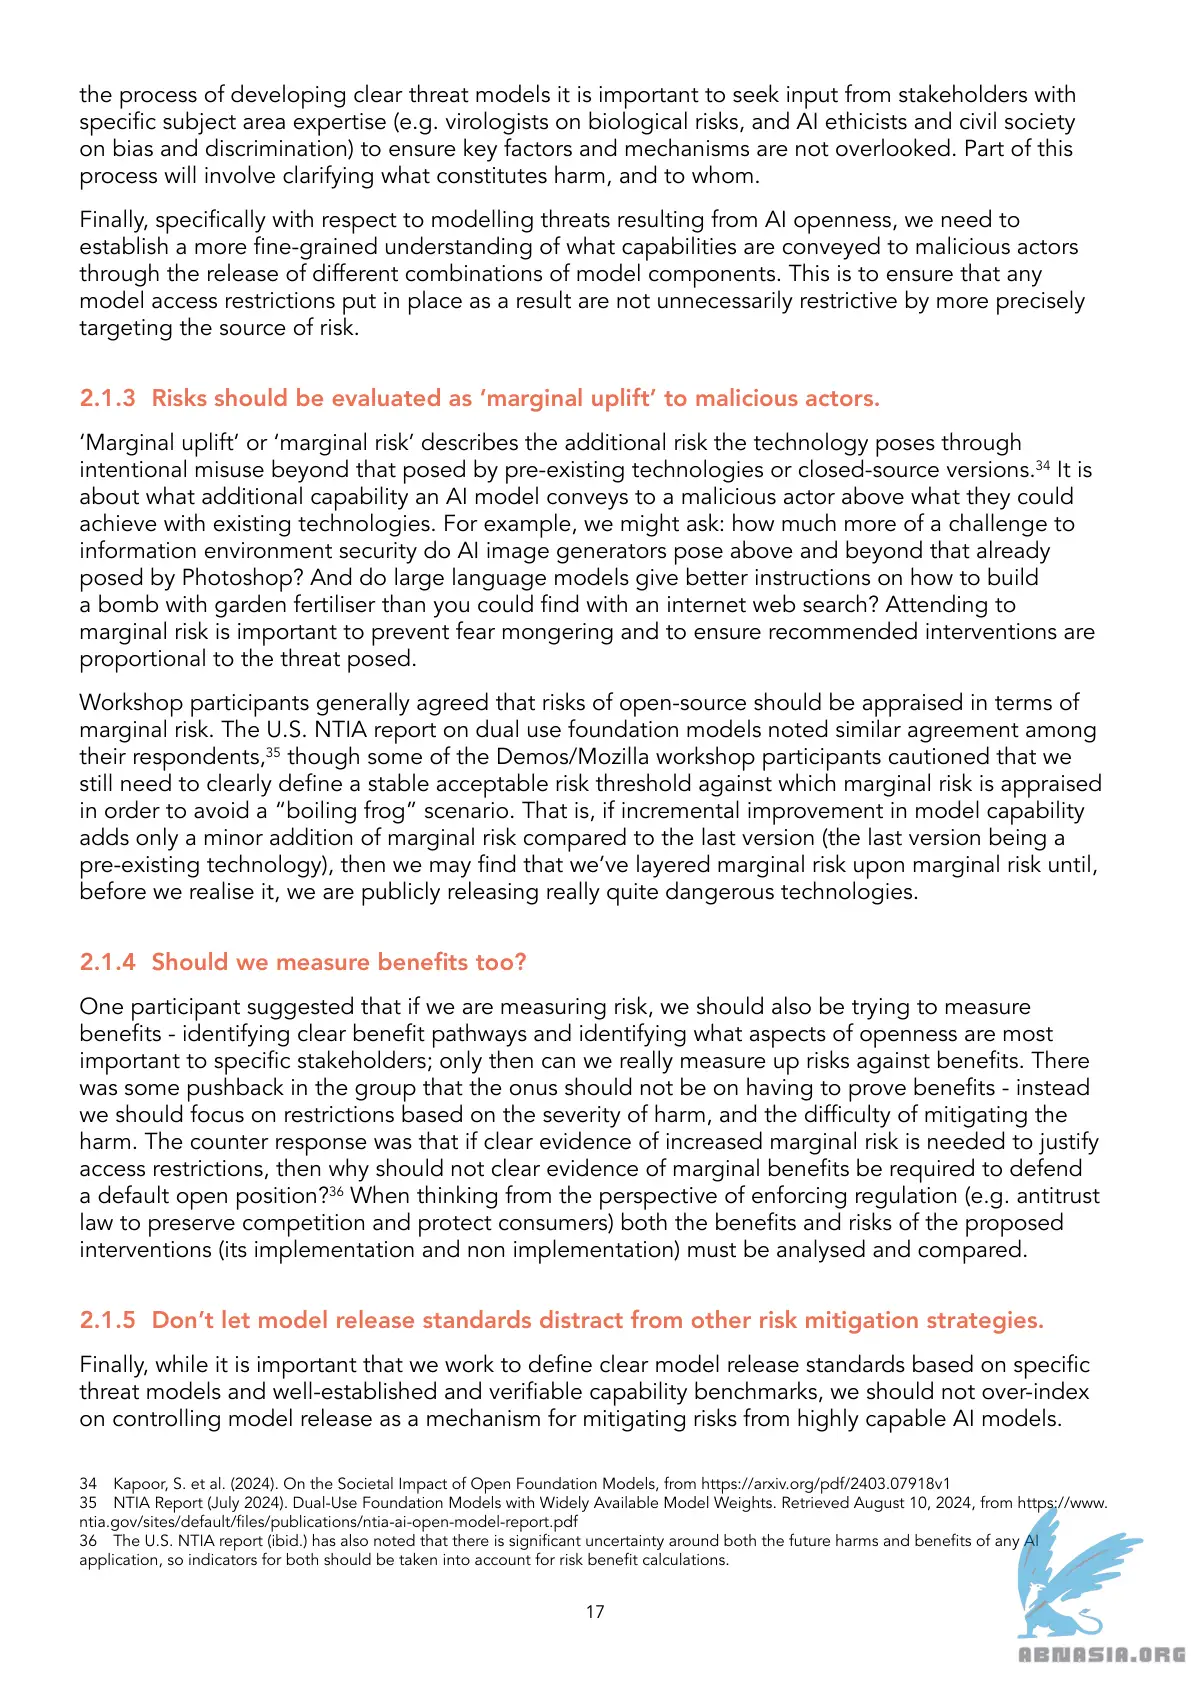 the process of developing clear threat models it is important to seek input from stakeholders with
specific subject area expertise (e.g. virologists on biological risks, and AI ethicists and civil society
on bias and discrimination) to ensure key factors and mechanisms are not overlooked. Part of this
process will involve clarifying what constitutes harm, and to whom.
Finally, specifically with respect to modelling threats resulting from AI openness, we need to
establish a more fine-grained understanding of what capabilities are conveyed to malicious actors
through the release of different combinations of model components. This is to ensure that any
model access restrictions put in place as a result are not unnecessarily restrictive by more precisely
targeting the source of risk.
2.1.3 Risks should be evaluated as ‘marginal uplift’ to malicious actors.
‘Marginal uplift’ or ‘marginal risk’ describes the additional risk the technology poses through
intentional misuse beyond that posed by pre-existing technologies or closed-source versions.34 It is
about what additional capability an AI model conveys to a malicious actor above what they could
achieve with existing technologies. For example, we might ask: how much more of a challenge to
information environment security do AI image generators pose above and beyond that already
posed by Photoshop? And do large language models give better instructions on how to build
a bomb with garden fertiliser than you could find with an internet web search? Attending to
marginal risk is important to prevent fear mongering and to ensure recommended interventions are
proportional to the threat posed.
Workshop participants generally agreed that risks of open-source should be appraised in terms of
marginal risk. The U.S. NTIA report on dual use foundation models noted similar agreement among
their respondents,35 though some of the Demos/Mozilla workshop participants cautioned that we
still need to clearly define a stable acceptable risk threshold against which marginal risk is appraised
in order to avoid a “boiling frog” scenario. That is, if incremental improvement in model capability
adds only a minor addition of marginal risk compared to the last version (the last version being a
pre-existing technology), then we may find that we’ve layered marginal risk upon marginal risk until,
before we realise it, we are publicly releasing really quite dangerous technologies.
2.1.4 Should we measure benefits too?
One participant suggested that if we are measuring risk, we should also be trying to measure
benefits - identifying clear benefit pathways and identifying what aspects of openness are most
important to specific stakeholders; only then can we really measure up risks against benefits. There
was some pushback in the group that the onus should not be on having to prove benefits - instead
we should focus on restrictions based on the severity of harm, and the difficulty of mitigating the
harm. The counter response was that if clear evidence of increased marginal risk is needed to justify
access restrictions, then why should not clear evidence of marginal benefits be required to defend
a default open position?36 When thinking from the perspective of enforcing regulation (e.g. antitrust
law to preserve competition and protect consumers) both the benefits and risks of the proposed
interventions (its implementation and non implementation) must be analysed and compared.
2.1.5 Don’t let model release standards distract from other risk mitigation strategies.
Finally, while it is important that we work to define clear model release standards based on specific
threat models and well-established and verifiable capability benchmarks, we should not over-index
on controlling model release as a mechanism for mitigating risks from highly capable AI models.
34 Kapoor, S. et al. (2024). On the Societal Impact of Open Foundation Models, from https://arxiv.org/pdf/2403.07918v1
35 NTIA Report (July 2024). Dual-Use Foundation Models with Widely Available Model Weights. Retrieved August 10, 2024, from https://www.
ntia.gov/sites/default/files/publications/ntia-ai-open-model-report.pdf
36 The U.S. NTIA report (ibid.) has also noted that there is significant uncertainty around both the future harms and benefits of any AI
application, so indicators for both should be taken into account for risk benefit calculations.
17
ABNASIA.ORG